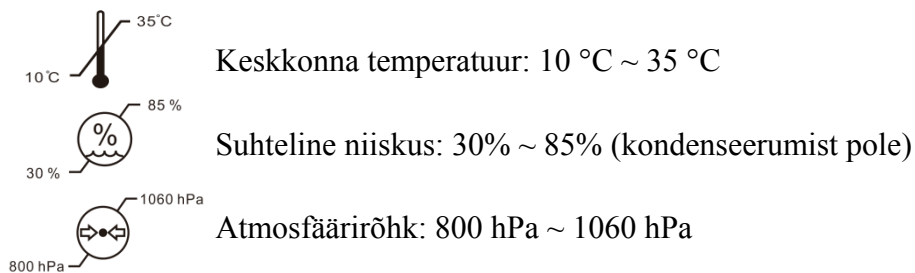 35°C
10°C
Keskkonna temperatuur: 10 °C ~ 35 °C
85 %
%
30 %
Suhteline niiskus: 30% ~ 85% (kondenseerumist pole)
1060 hPa
800 hPa
Atmosfäärirõhk: 800 hPa ~ 1060 hPa